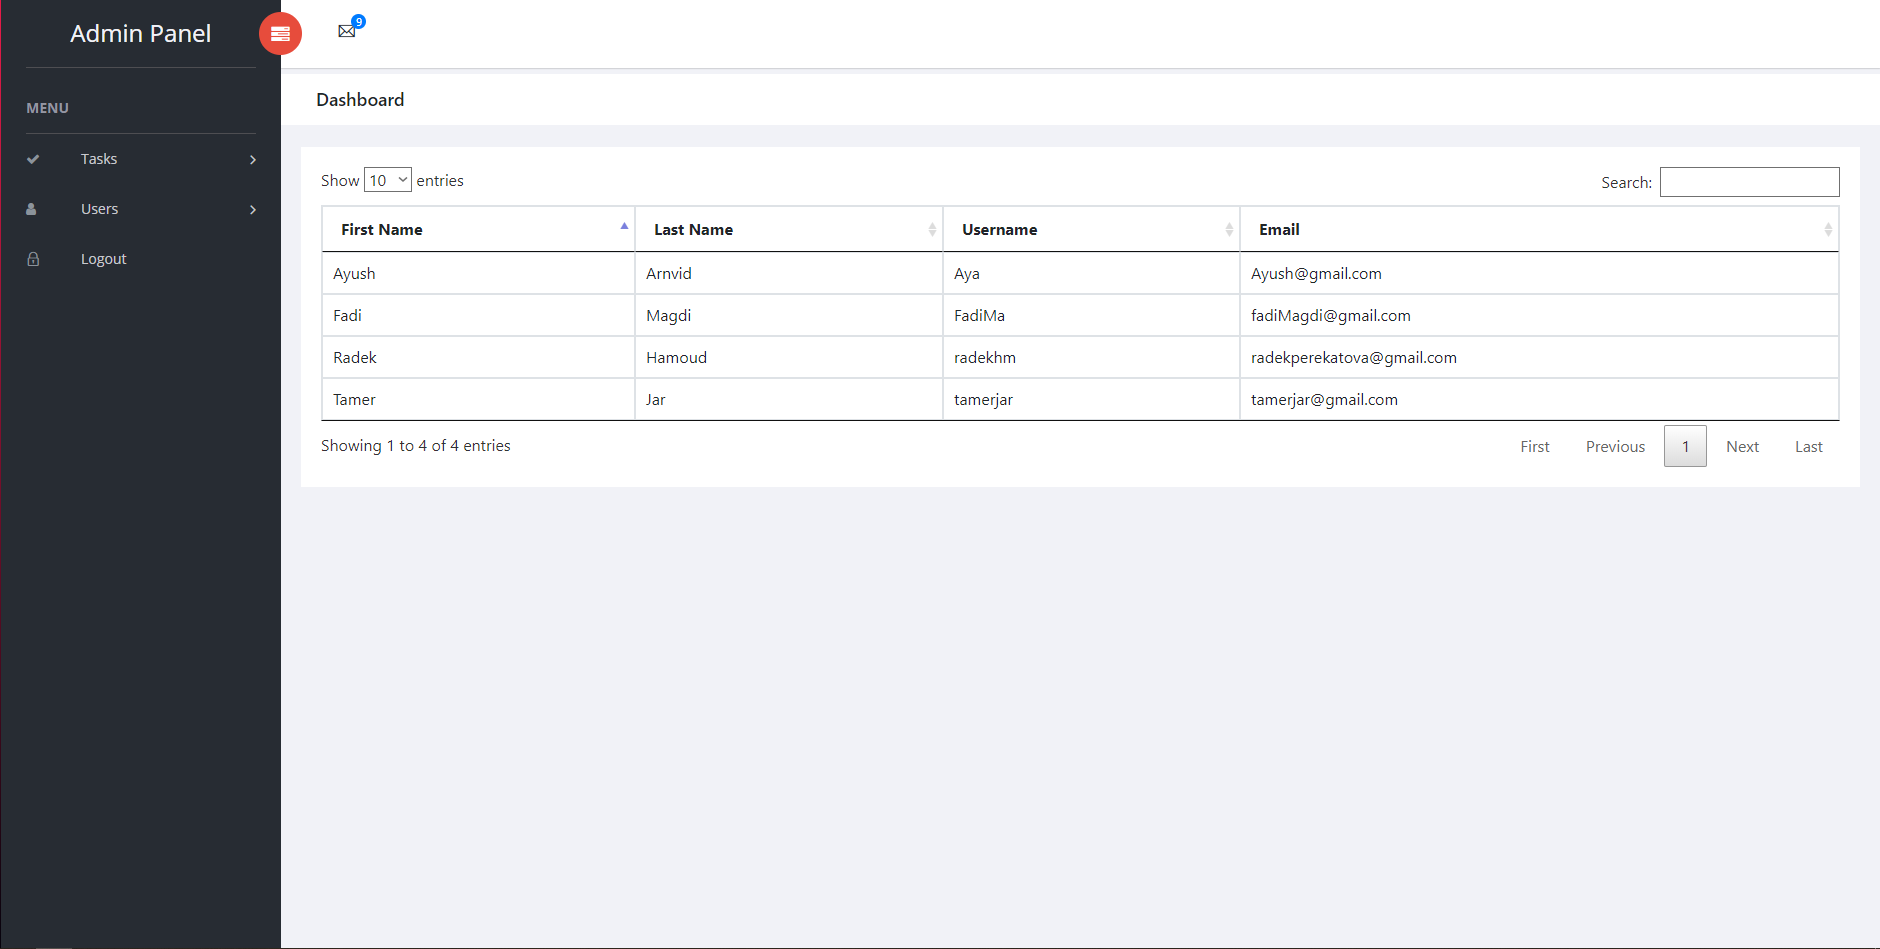 Admin Panel
9
MENU
Tasks
Users
Logout
Dashboard
Show 10 entries
Search:
First Name Last Name Username Email
Ayush Arnvid Aya Ayush@gmail.com
Fadi Magdi FadiMa fadiMagdi@gmail.com
Radek Hamoud radekhm radekperekatova@gmail.com
Tamer Jar tamerjar tamerjar@gmail.com
Showing 1 to 4 of 4 entries
First Previous 1 Next Last